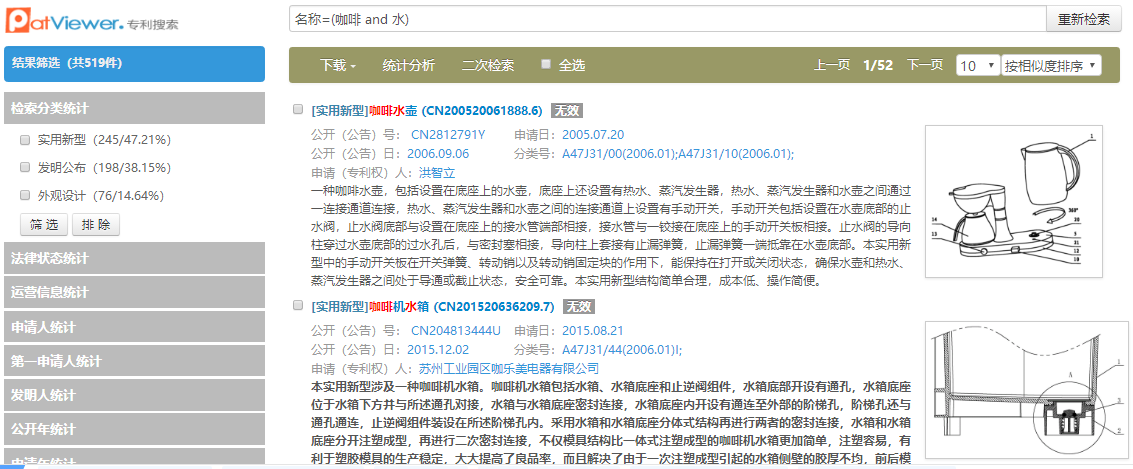 PatViewer. 专利搜索
名称=(咖啡 and 水)
重新检索
结果筛选 (共519件)
下载
统计分析
二次检索
全选
上一页
1/52
下一页
10
按相似度排序
检索分类统计
实用新型 (245/47.21%)
发明公布 (198/38.15%)
外观设计 (76/14.64%)
筛 选
排 除
法律状态统计
运营信息统计
申请人统计
第一申请人统计
发明人统计
公开年统计
申请年统计
[实用新型]咖啡水壶 (CN200520061888.6) 无效
公开（公告）号： CN2812791Y 申请日：2005.07.20
公开（公告）日：2006.09.06 分类号：A47J31/00(2006.01);A47J31/10(2006.01);
申请（专利权）人：洪智立
一种咖啡水壶，包括设置在底座上的水壶，底座上还设置有热水、蒸汽发生器，热水、蒸汽发生器和水壶之间通过
一连接通道连接，热水、蒸汽发生器和水壶之间的连接通道上设置有手动开关，手动开关包括设置在水壶底部的止
水阀，止水阀底部与设置在底座上的接水管端部相接，接水管与一铰接在底座上的手动开关板相接。止水阀的导向
柱穿过水壶底部的过水孔后，与密封塞相接，导向柱上套接有止漏弹簧，止漏弹簧一端抵靠在水壶底部。本实用新
型中的手动开关板在开关弹簧、转动销以及转动销固定块的作用下，能保持在打开或关闭状态，确保水壶和热水、
蒸汽发生器之间处于导通或截止状态，安全可靠。本实用新型结构简单合理，成本低、操作简便。
1
14
13
360°
20
3
31
12
10
[实用新型]咖啡机水箱 (CN201520636209.7) 无效
公开（公告）号： CN204813444U 申请日：2015.08.21
公开（公告）日：2015.12.02 分类号：A47J31/44(2006.01)I;
申请（专利权）人：苏州工业园区咖乐美电器有限公司
本实用新型涉及一种咖啡机水箱。咖啡机水箱包括水箱、水箱底座和止逆阀组件，水箱底部开设有通孔，水箱底座
位于水箱下方并与所述通孔对接，水箱与水箱底座密封连接，水箱底座内开设有通连至外部的阶梯孔，阶梯孔还与
通孔通连，止逆阀组件装设在所述阶梯孔内。采用水箱和水箱底座分体式结构再进行两者的密封连接，水箱和水箱
底座分开注塑成型，再进行二次密封连接，不仅模具结构比一体式注塑成型的咖啡机水箱更加简单，注塑容易，有
利于塑胶模具的生产稳定，大大提高了良品率，而且解决了由于一次注塑成型引起的水箱侧壁的胶厚不均，前后模
A
1
3
2